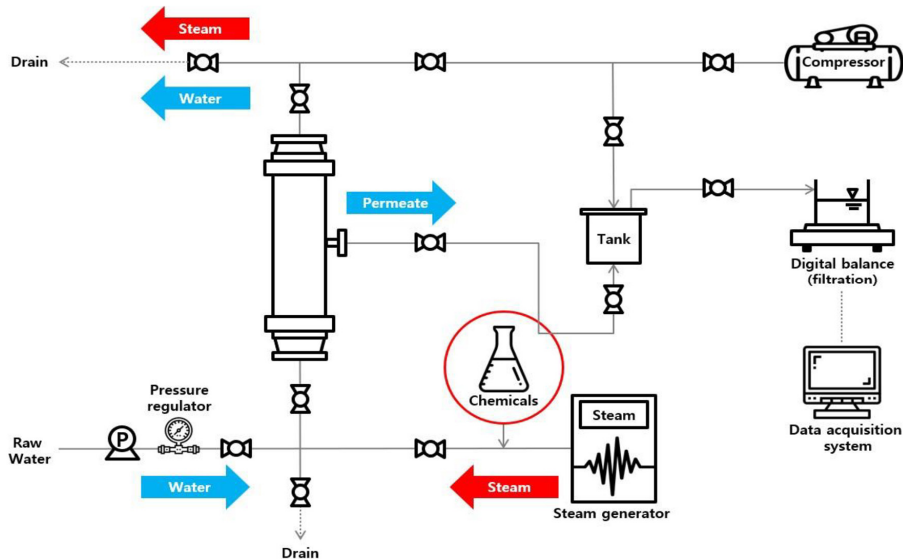 Steam
Drain
Water
Compressor
Permeate
Tank
Digital balance
(filtration)
Chemicals
Pressure
regulator
Steam
Raw
Water
P
Data acquisition
system
Water
Steam
Steam generator
Drain